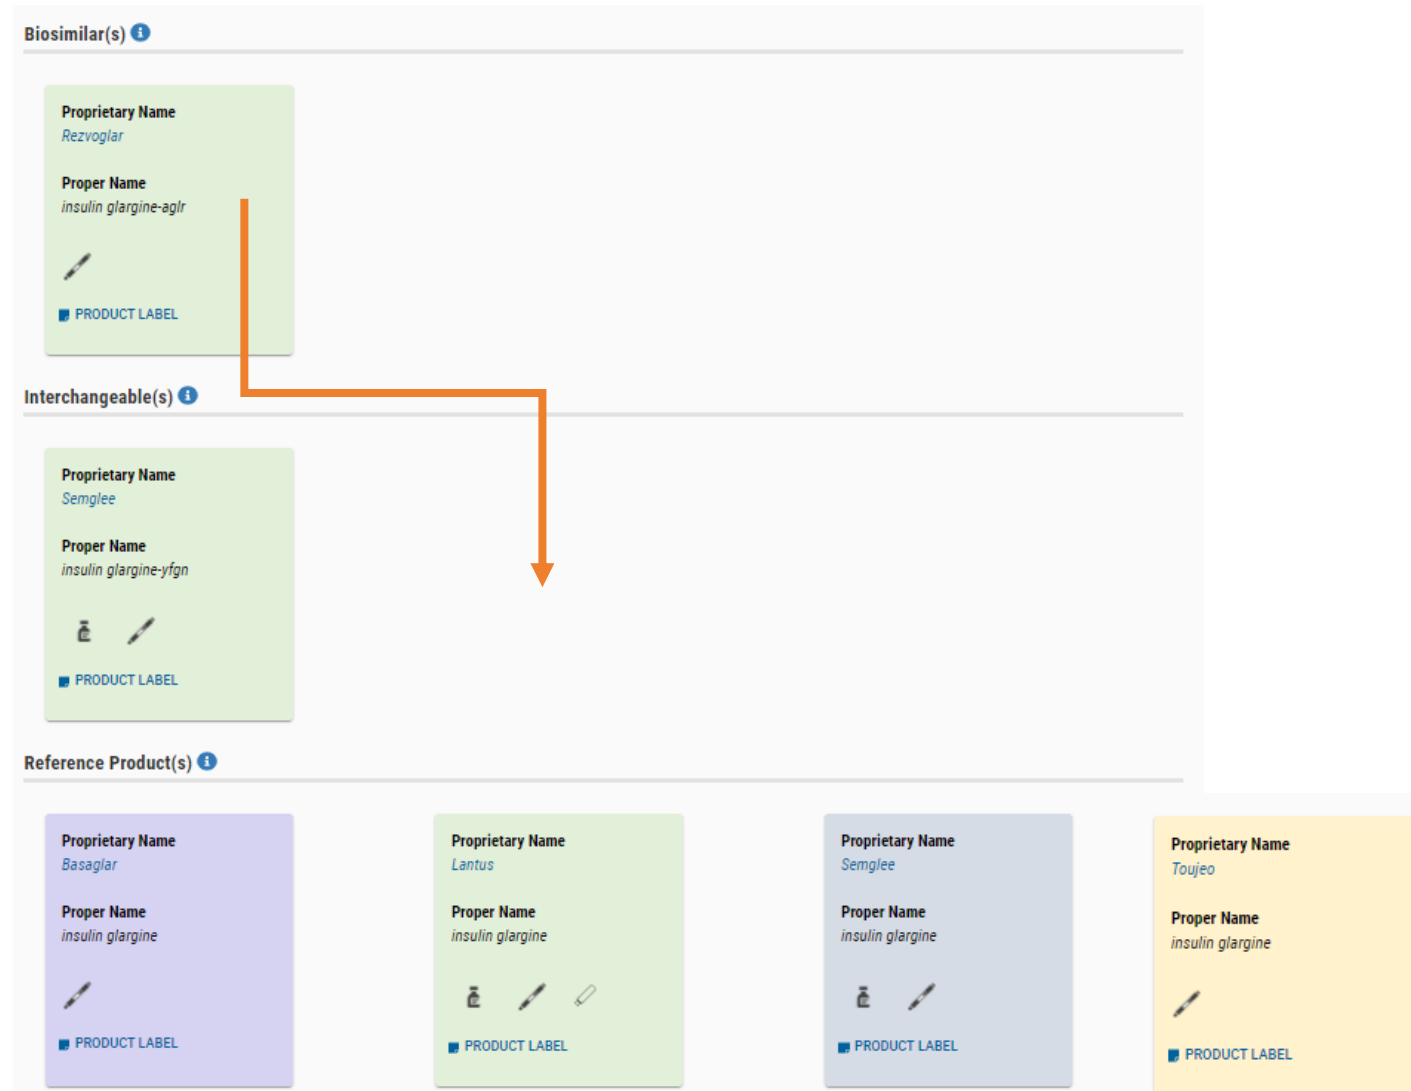 Biosimilar(s)
Proprietary Name
Rezvoglar
Proper Name
insulin glargine-aglr
PRODUCT LABEL
Interchangeable(s)
Proprietary Name
Semglee
Proper Name
insulin glargine-yfgn
PRODUCT LABEL
Reference Product(s)
Proprietary Name
Basaglar
Proper Name
insulin glargine
PRODUCT LABEL
Proprietary Name
Lantus
Proper Name
insulin glargine
PRODUCT LABEL
Proprietary Name
Semglee
Proper Name
insulin glargine
PRODUCT LABEL
Proprietary Name
Toujeo
Proper Name
insulin glargine
PRODUCT LABEL